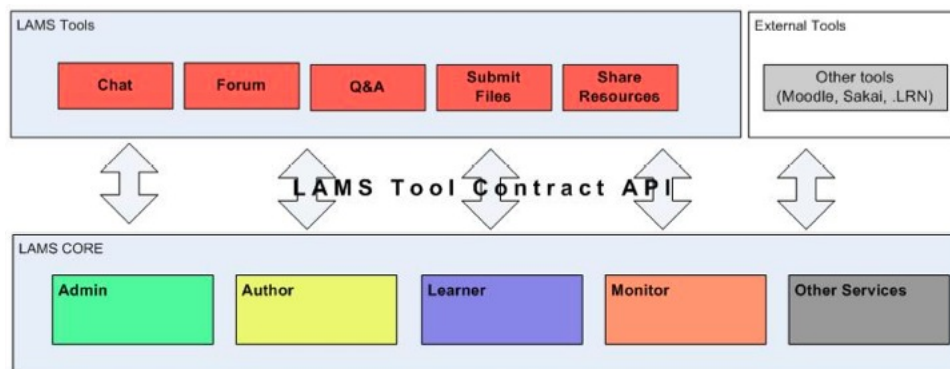 LAMS Tools
External Tools
Chat
Forum
Q&A
Submit
Files
Share
Resources
Other tools
(Moodle, Sakai, .LRN)
LAMS Tool Contract API
LAMS CORE
Admin
Author
Learner
Monitor
Other Services